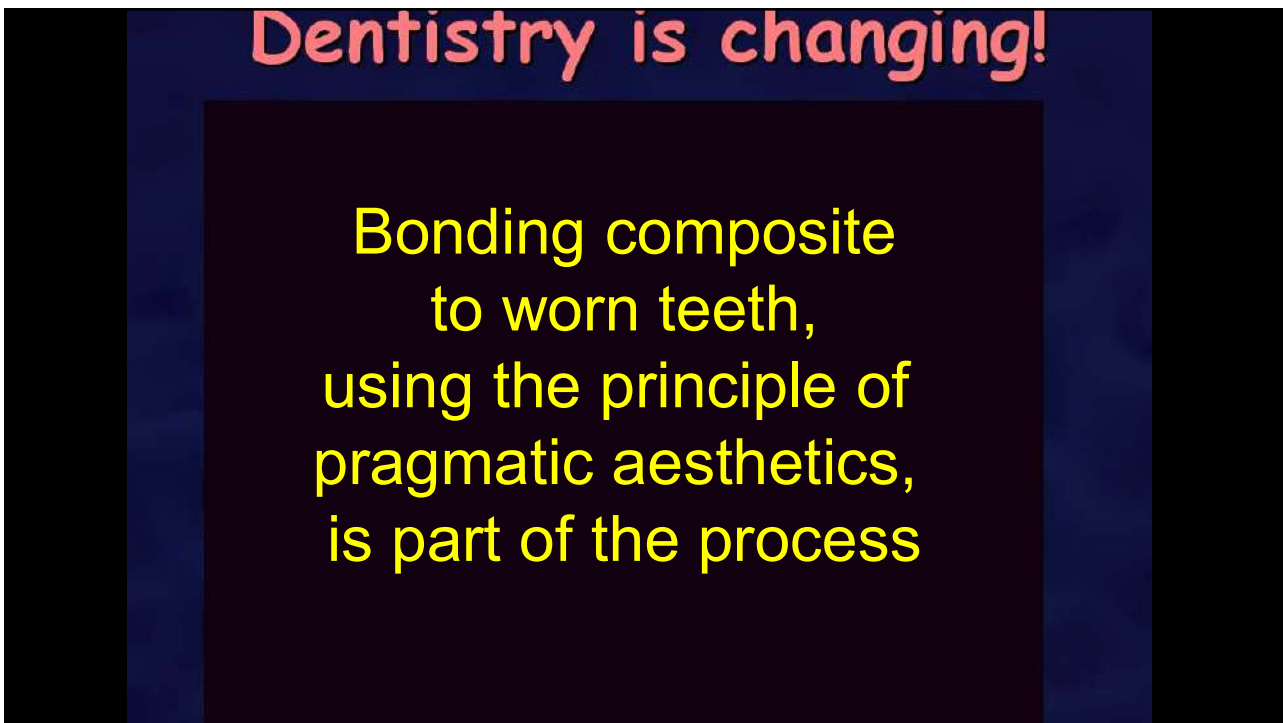 Dentistry is changing!
Bonding composite
to worn teeth,
using the principle of
pragmatic aesthetics,
is part of the process